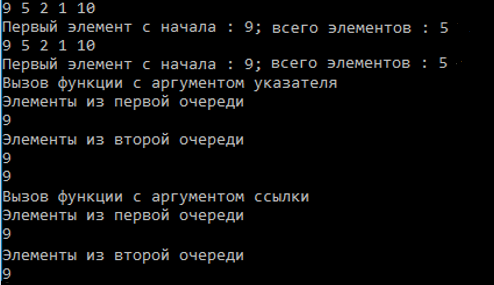 9 5 2 1 10
Первый элемент с начала : 9; всего элементов : 5
9 5 2 1 10
Первый элемент с начала : 9; всего элементов : 5
Вызов функции с аргументом указателя
Элементы из первой очереди
9
Элементы из второй очереди
9
9
Вызов функции с аргументом ссылки
Элементы из первой очереди
9
Элементы из второй очереди
9